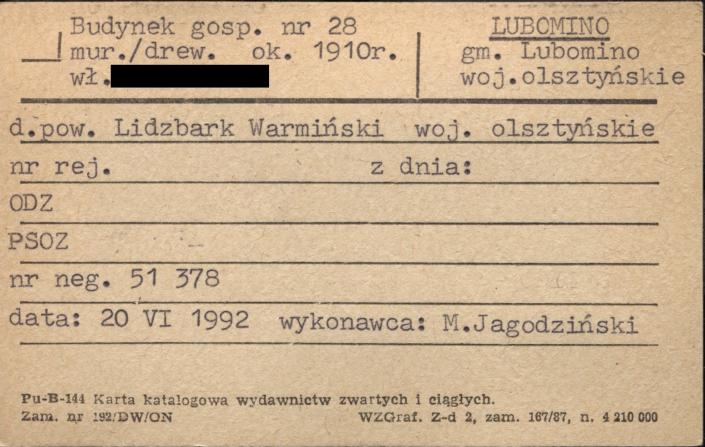 Budynek gosp. nr 28
mur./drew. ok. 1910r.
wł.
LUBOMINO
gm. Lubomino
woj.olsztyńskie
d.pow. Lidzbark Warmiński woj. olsztyńskie
nr rej. z dnia:
ODZ
PSOZ
nr neg. 51 378
data: 20 VI 1992 wykonawca: M.Jagodziński
Pu-B-144 Karta katalogowa wydawnictw zwartych i ciągłych.
Zam. nr 192/DW/ON WZGraf. Z-d 2, zam. 167/87, n. 4 210 000